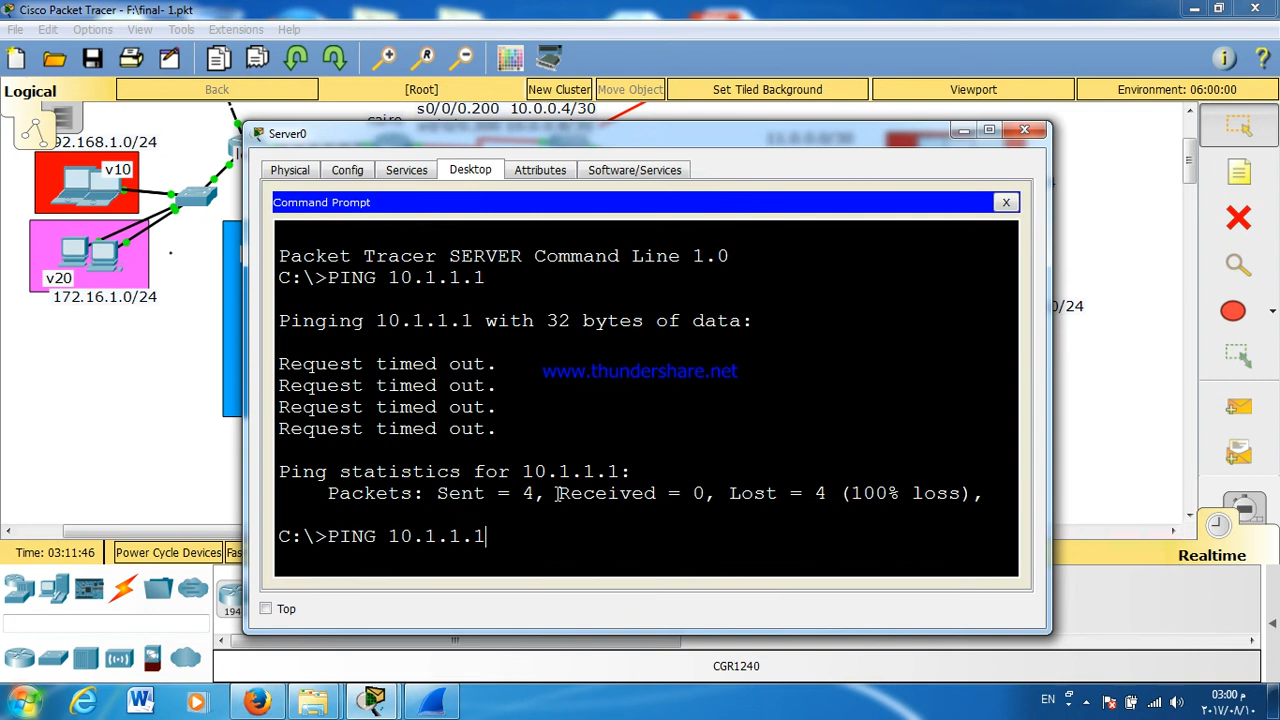 Cisco Packet Tracer - F:\final- 1.pkt
File Edit Options View Tools Extensions Help
Logical Back [Root] New Cluster Move Object Set Tiled Background Viewport Environment: 06:00:00
s0/0/0.200 10.0.0.4/30
92.168.1.0/24
v10
v20
172.16.1.0/24
0/24
Server0
Physical Config Services Desktop Attributes Software/Services
Command Prompt X
Packet Tracer SERVER Command Line 1.0
C:\>PING 10.1.1.1
Pinging 10.1.1.1 with 32 bytes of data:
Request timed out.
www.thundershare.net
Request timed out.
Request timed out.
Request timed out.
Ping statistics for 10.1.1.1:
Packets: Sent = 4, Received = 0, Lost = 4 (100% loss),
C:\>PING 10.1.1.1
Top
Time: 03:11:46 Power Cycle Devices Realtime
194
CGR1240
EN 03:00 م
٢٠١٧/٠٨/١٠